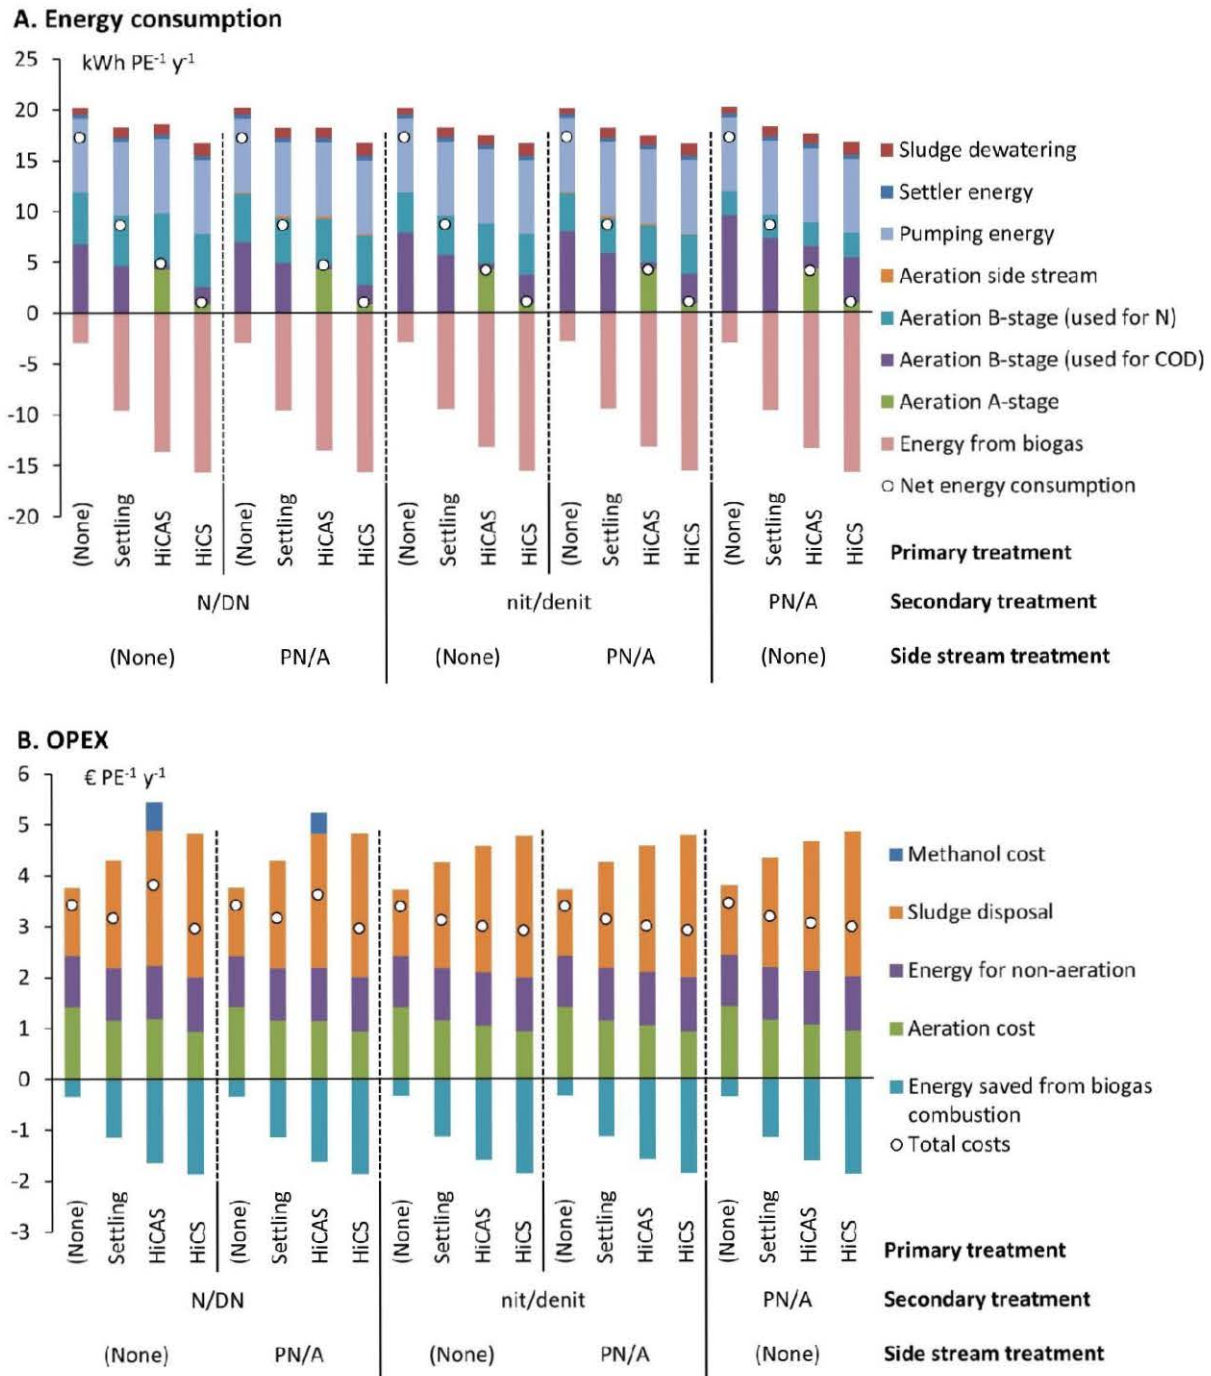 A. Energy consumption
kWh PE-1 y-1
25
20
15
10
5
0
-5
-10
-15
-20
Sludge dewatering
Settler energy
Pumping energy
Aeration side stream
Aeration B-stage (used for N)
Aeration B-stage (used for COD)
Aeration A-stage
Energy from biogas
Net energy consumption
(None) Settling HiCAS HiCS (None) Settling HiCAS HiCS (None) Settling HiCAS HiCS (None) Settling HiCAS HiCS (None) Settling HiCAS HiCS Primary treatment
N/DN nit/denit PN/A Secondary treatment
(None) PN/A (None) PN/A (None) Side stream treatment
B. OPEX
€ PE-1 y-1
6
5
4
3
2
1
0
-1
-2
-3
Methanol cost
Sludge disposal
Energy for non-aeration
Aeration cost
Energy saved from biogas
combustion
Total costs
(None) Settling HiCAS HiCS (None) Settling HiCAS HiCS (None) Settling HiCAS HiCS (None) Settling HiCAS HiCS (None) Settling HiCAS HiCS Primary treatment
N/DN nit/denit PN/A Secondary treatment
(None) PN/A (None) PN/A (None) Side stream treatment